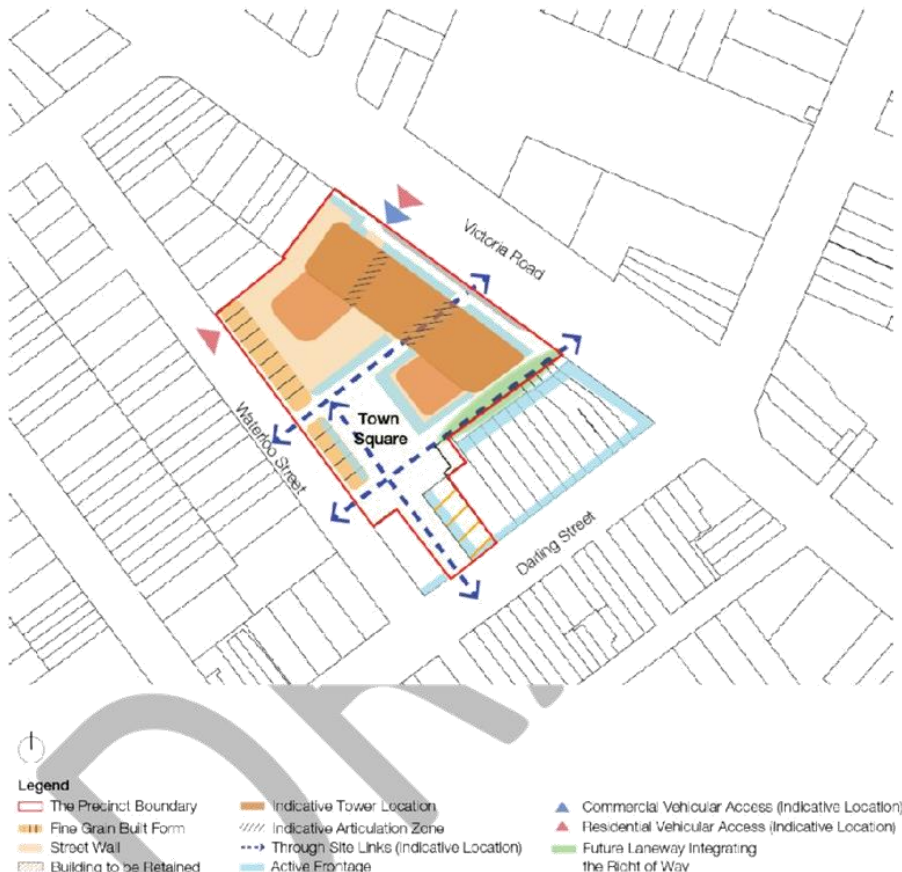 Victoria Road
Town
Square
Waterloo Street
Darling Street
DR
Legend
The Precinct Boundary
Fine Grain Built Form
Street Wall
Building to be Retained
Indicative Tower Location
Indicative Articulation Zone
Through Site Links (Indicative Location)
Active Frontage
Commercial Vehicular Access (Indicative Location)
Residential Vehicular Access (Indicative Location)
Future Laneway Integrating
the Right of Way